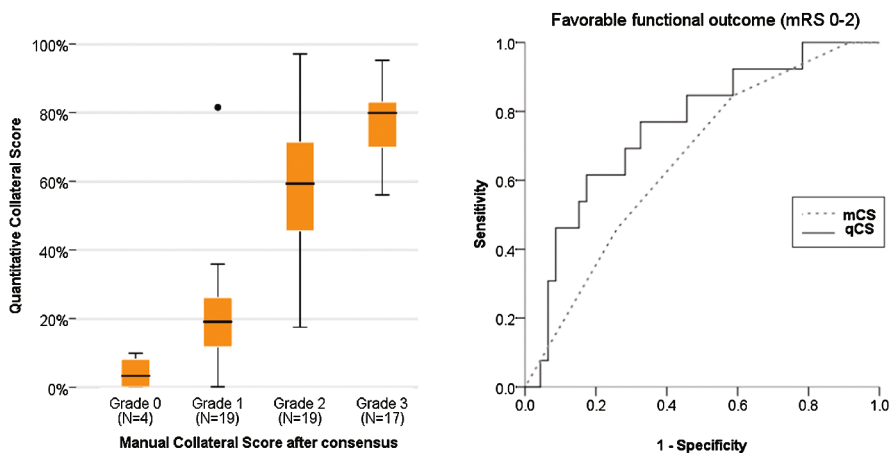 Quantitative Collateral Score
100%
80%
60%
40%
20%
0%
Grade 0 Grade 1 Grade 2 Grade 3
(N=4) (N=19) (N=19) (N=17)
Manual Collateral Score after consensus
Favorable functional outcome (mRS 0-2)
Sensitivity
1.0
0.8
0.6
0.4
0.2
0.0
mCS
qCS
0.0 0.2 0.4 0.6 0.8 1.0
1 - Specificity